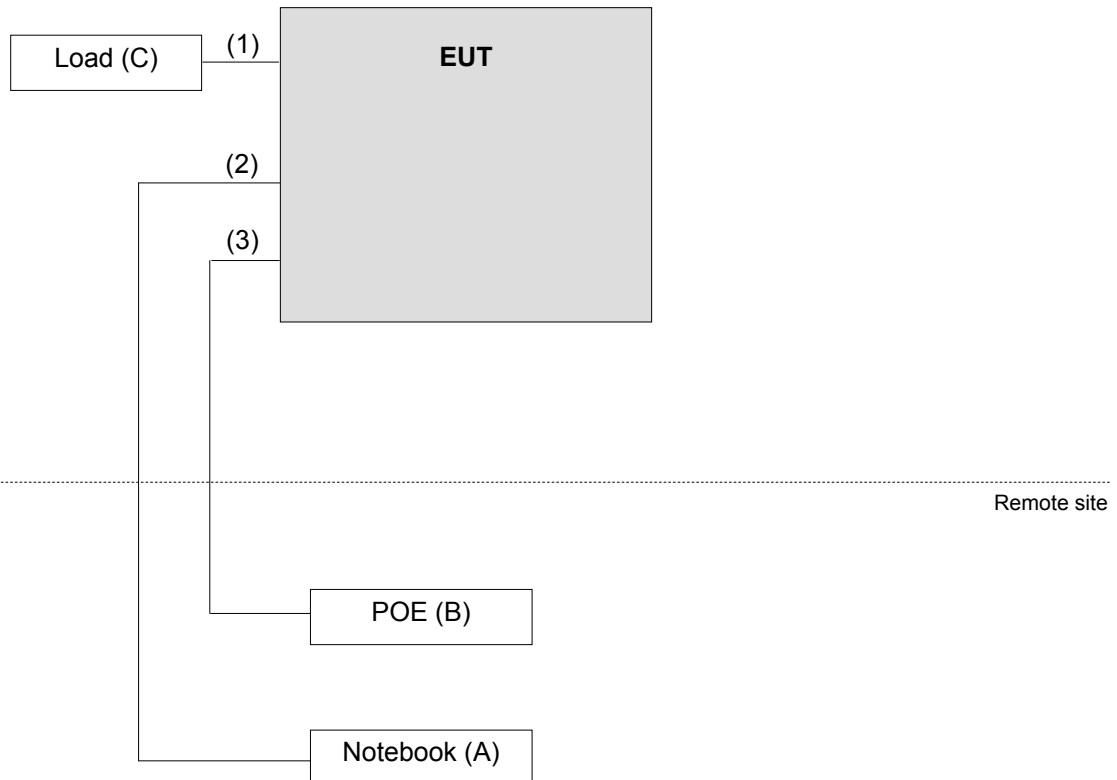 (1)
Load (C)
EUT
(2)
(3)
Remote site
POE (B)
Notebook (A)